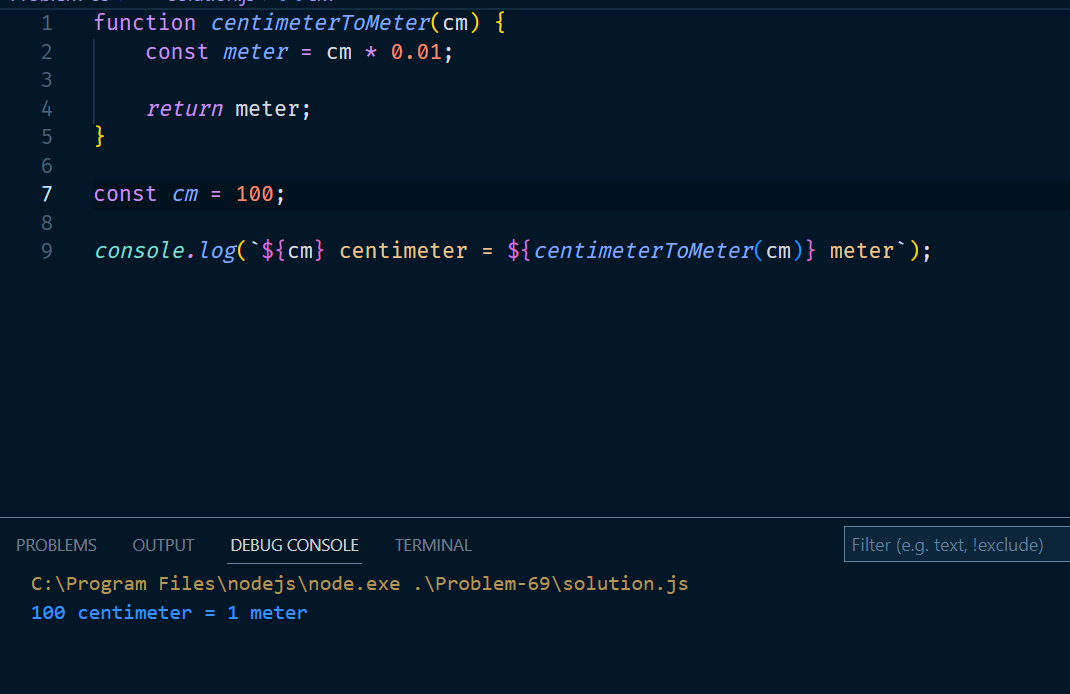 1 function centimeterToMeter(cm) {
2     const meter = cm * 0.01;
3
4     return meter;
5 }
6
7 const cm = 100;
8
9 console.log(`${cm} centimeter = ${centimeterToMeter(cm)} meter`);
PROBLEMS OUTPUT DEBUG CONSOLE TERMINAL Filter (e.g. text, !exclude)
C:\Program Files\nodejs\node.exe .\Problem-69\solution.js
100 centimeter = 1 meter